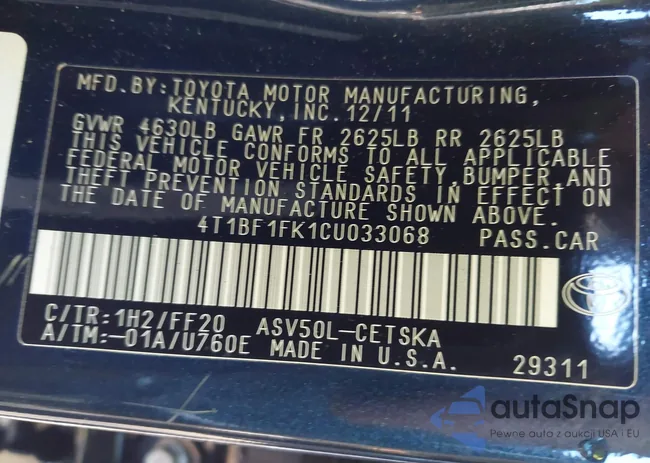 MFD.BY:TOYOTA MOTOR MANUFACTURING,
KENTUCKY,INC.12/11
GVWR 4630LB GAWR FR 2625LB RR 2625LB
THIS VEHICLE CONFORMS TO ALL APPLICABLE
FEDERAL MOTOR VEHICLE SAFETY,BUMPER,AND
THEFT PREVENTION STANDARDS IN EFFECT ON
THE DATE OF MANUFACTURE SHOWN ABOVE.
4T1BF1FK1CU033068 PASS.CAR
C/TR:1H2/FF20 ASV50L-CETSKA
A/TM:-01A/U760E MADE IN U.S.A. 29311
autoSnap
Pewne auto z aukcji USA i EU